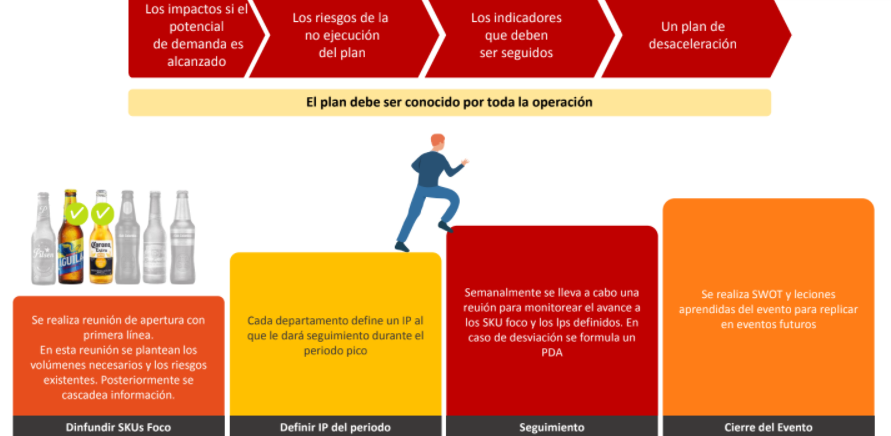 Los impactos si el
potencial
de demanda es
alcanzado
Los riesgos de la
no ejecución
del plan
Los indicadores
que deben
ser seguidos
Un plan de
desaceleración
El plan debe ser conocido por toda la operación
AGUILA
Corona
Extra
Se realiza reunión de apertura con
primera línea.
En esta reunión se plantean los
volúmenes necesarios y los riesgos
existentes. Posteriormente se
cascadea información.
Dinfundir SKUs Foco
Cada departamento define un IP al
que le dará seguimiento durante el
periodo pico
Definir IP del periodo
Semanalmente se lleva a cabo una
reuión para monitorear el avance a
los SKU foco y los lps definidos. En
caso de desviación se formula un
PDA
Seguimiento
Se realiza SWOT y leciones
aprendidas del evento para replicar
en eventos futuros
Cierre del Evento